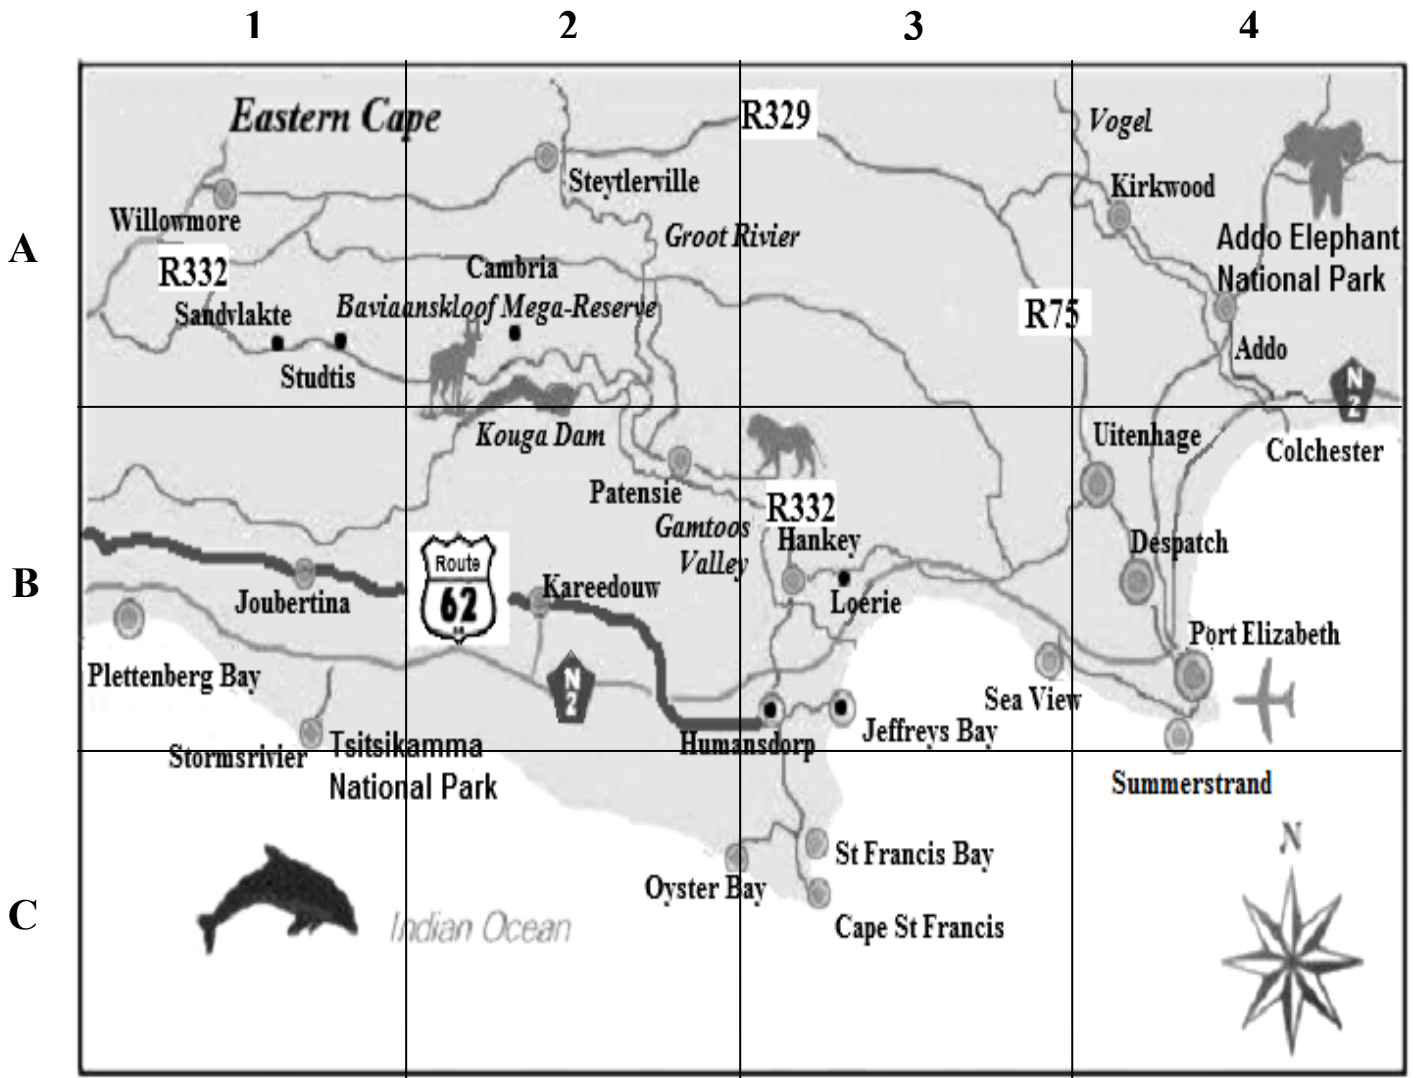 1 2 3 4
A
B
C
Eastern Cape
R329
Vogel
Steytlerville
Kirkwood
Willowmore
Groot Rivier
Addo Elephant
National Park
R332
Cambria
Sandvlakte
Baviaanskloof Mega-Reserve
R75
Addo
Studtis
N
2
Kouga Dam
Uitenhage
Colchester
Patensie
R332
Gamtoos
Valley
Hankey
Despatch
Route
62
Kareedouw
Joubertina
Loerie
Port Elizabeth
Plettenberg Bay
N
2
Sea View
Jeffreys Bay
Humansdorp
Stormsrivier
Tsitsikamma
National Park
Summerstrand
N
St Francis Bay
Oyster Bay
Cape St Francis
Indian Ocean